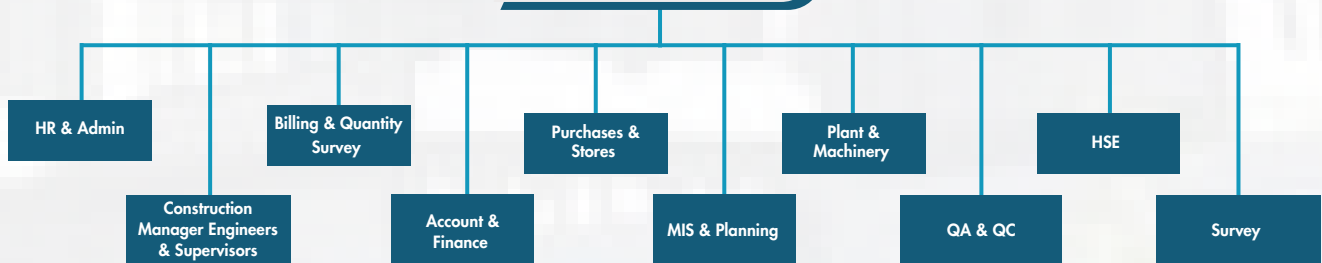 HR & Admin
Construction
Manager Engineers
& Supervisors
Billing & Quantity
Survey
Account &
Finance
Purchases &
Stores
MIS & Planning
Plant &
Machinery
QA & QC
HSE
Survey